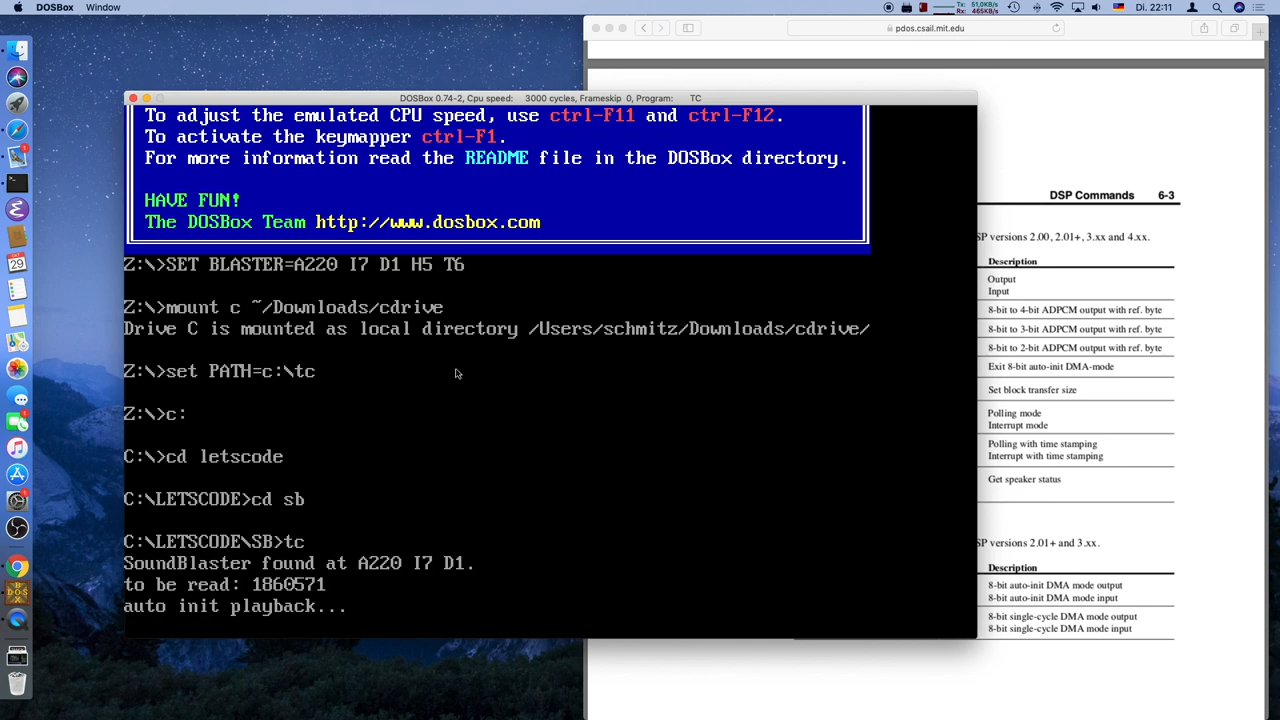 DOSBox Window
Tx: 51,0KB/s
Rx: 465KB/s
Di. 22:11
pdos.csail.mit.edu
DOSBox 0.74-2, Cpu speed: 3000 cycles, Frameskip 0, Program: TC
To adjust the emulated CPU speed, use ctrl-F11 and ctrl-F12.
To activate the keymapper ctrl-F1.
For more information read the README file in the DOSBox directory.
HAVE FUN!
The DOSBox Team http://www.dosbox.com
Z:\>SET BLASTER=A220 I7 D1 H5 T6
Z:\>mount c ~/Downloads/cdrive
Drive C is mounted as local directory /Users/schmitz/Downloads/cdrive/
Z:\>set PATH=c:\tc
Z:\>c:
C:\>cd letscode
C:\LETSCODE>cd sb
C:\LETSCODE\SB>tc
SoundBlaster found at A220 I7 D1.
to be read: 1860571
auto init playback...
DSP Commands 6-3
SP versions 2.00, 2.01+, 3.xx and 4.xx.
Description
Output
Input
8-bit to 4-bit ADPCM output with ref. byte
8-bit to 3-bit ADPCM output with ref. byte
8-bit to 2-bit ADPCM output with ref. byte
Exit 8-bit auto-init DMA-mode
Set block transfer size
Polling mode
Interrupt mode
Polling with time stamping
Interrupt with time stamping
Get speaker status
SP versions 2.01+ and 3.xx.
Description
8-bit auto-init DMA mode output
8-bit auto-init DMA mode input
8-bit single-cycle DMA mode output
8-bit single-cycle DMA mode input
29